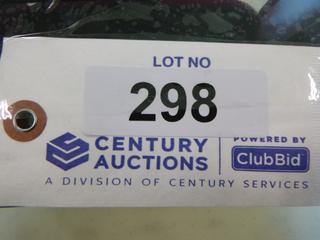 LOT NO
298
CENTURY
AUCTIONS
POWERED BY
ClubBid
A DIVISION OF CENTURY SERVICES